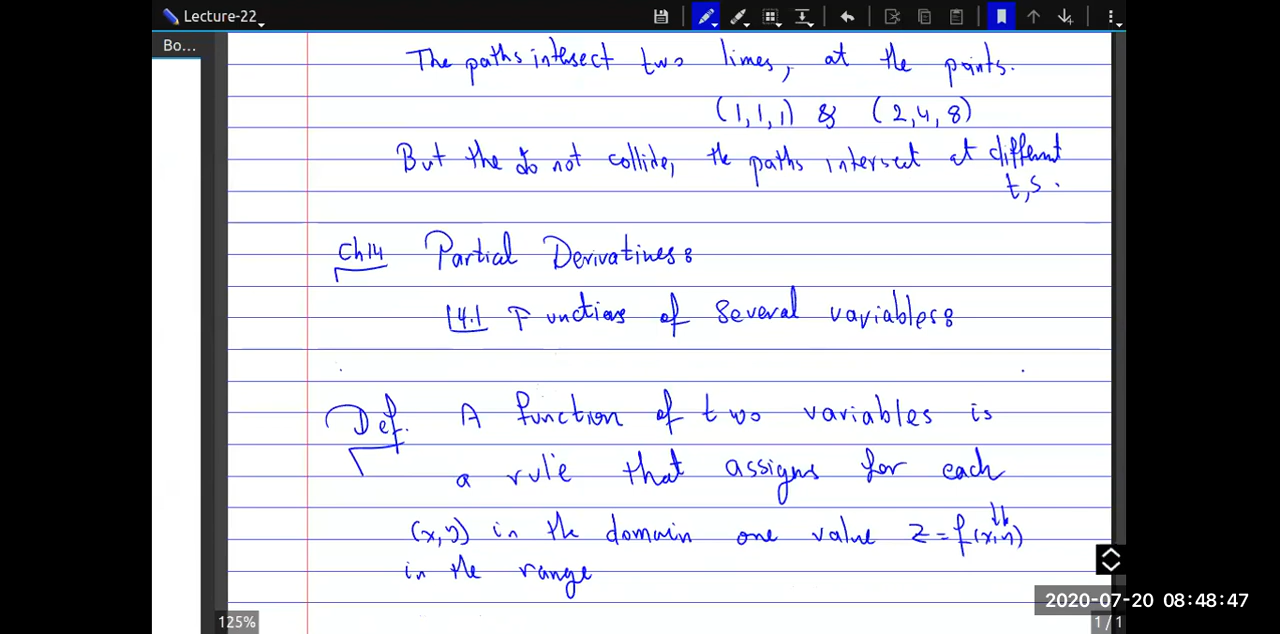 Lecture-22
Bo...
The paths intersect two times, at the points.
(1,1,1) & (2,4,8)
But the do not collide, the paths intersect at different
t,s.
Ch14 Partial Derivatives:
14.1 Functions of several variables:
Def. A function of two variables is
a rule that assigns for each
(x,y) in the domain one value z=f(x,y)
in the range
125%
1/1
2020-07-20 08:48:47